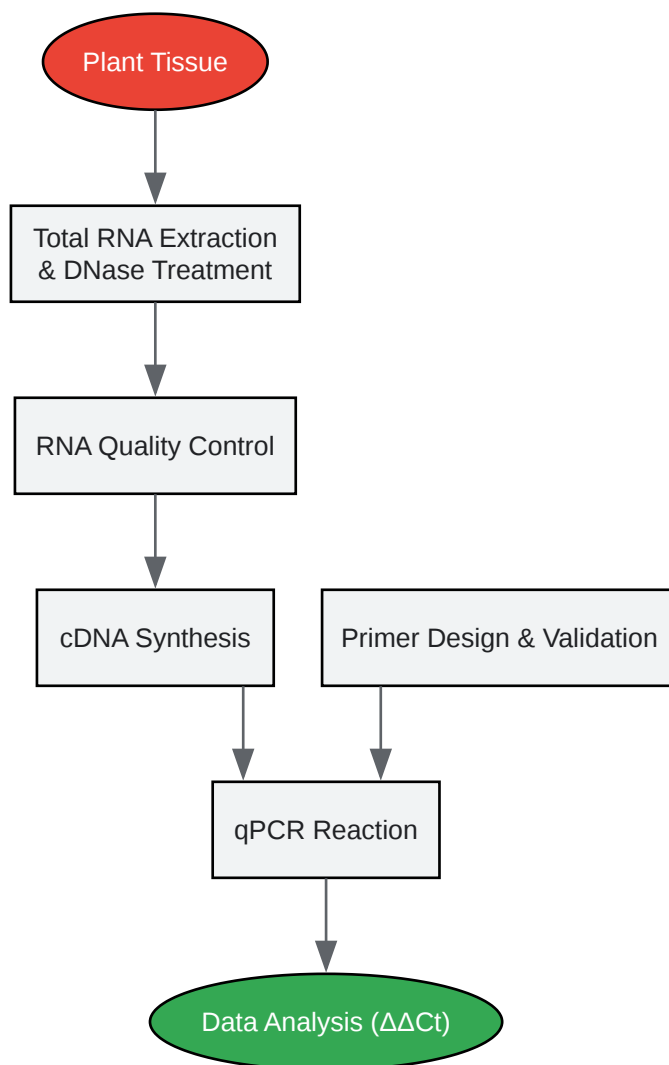 Plant Tissue
Total RNA Extraction
& DNase Treatment
RNA Quality Control
cDNA Synthesis
Primer Design & Validation
qPCR Reaction
Data Analysis (ΔΔCt)